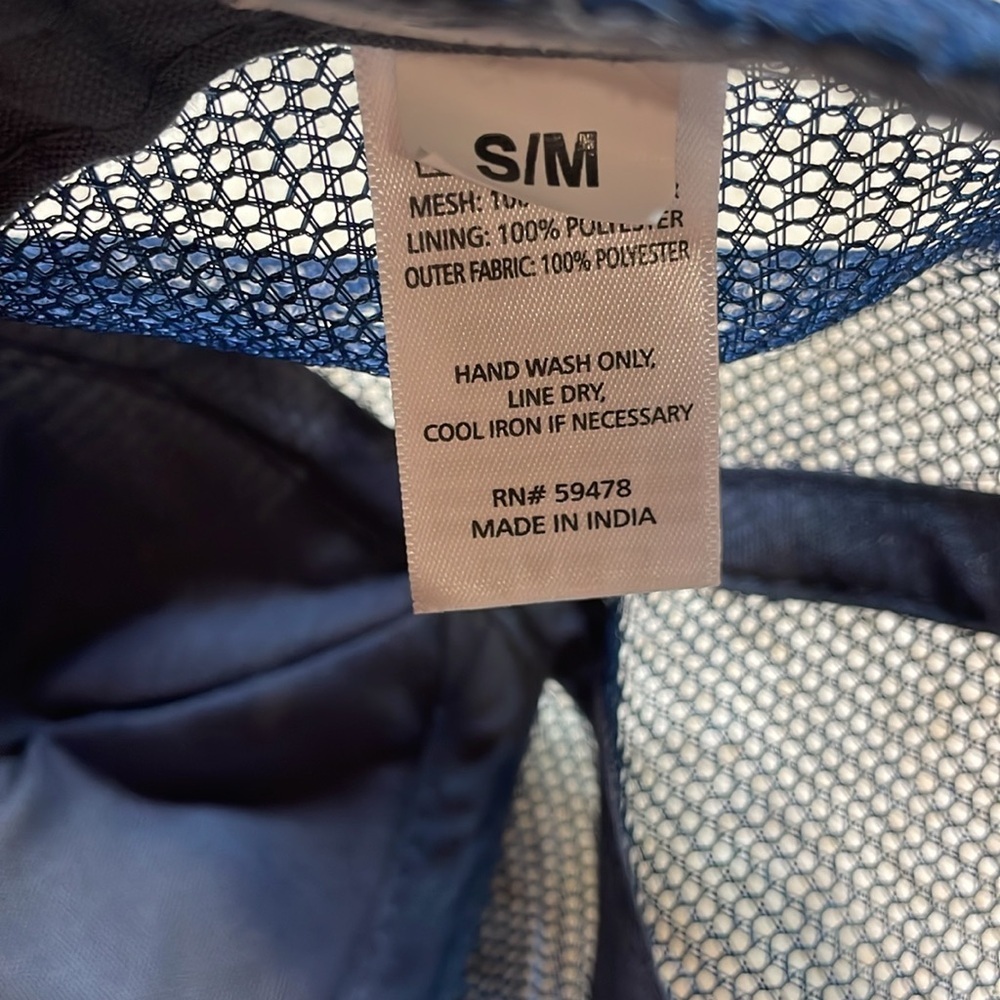 S/M
MESH: 100
LINING: 100% POLYESTER
OUTER FABRIC: 100% POLYESTER
HAND WASH ONLY,
LINE DRY,
COOL IRON IF NECESSARY
RN# 59478
MADE IN INDIA